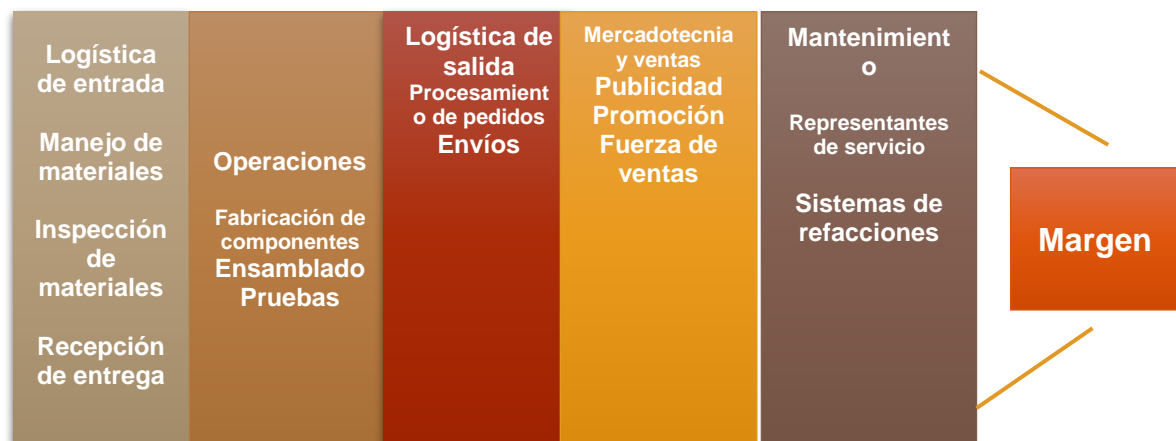 Logística
de entrada
Manejo de
materiales
Inspección
de
materiales
Recepción
de entrega
Operaciones
Fabricación de
componentes
Ensamblado
Pruebas
Logística de
salida
Procesamient
o de pedidos
Envíos
Mercadotecnia
y ventas
Publicidad
Promoción
Fuerza de
ventas
Mantenimient
o
Representantes
de servicio
Sistemas de
refacciones
Margen